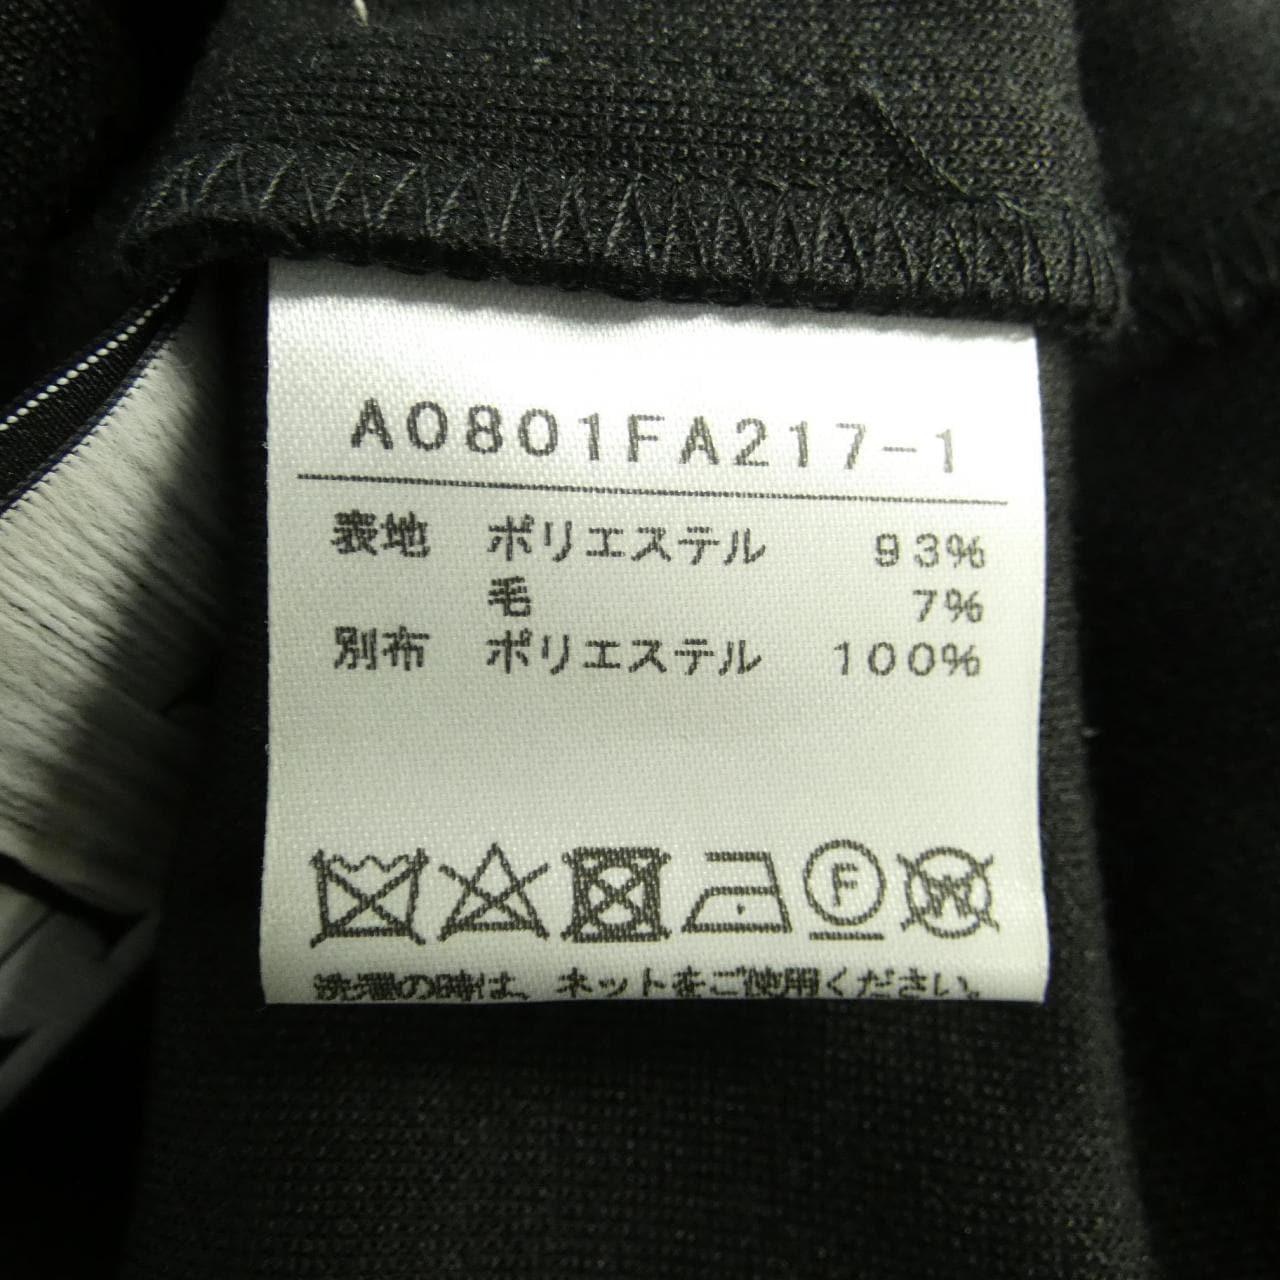 A0801FA217-1
表地 ポリエステル 93%
毛 7%
別布 ポリエステル 100%
F
W
洗濯の時は、ネットをご使用ください。